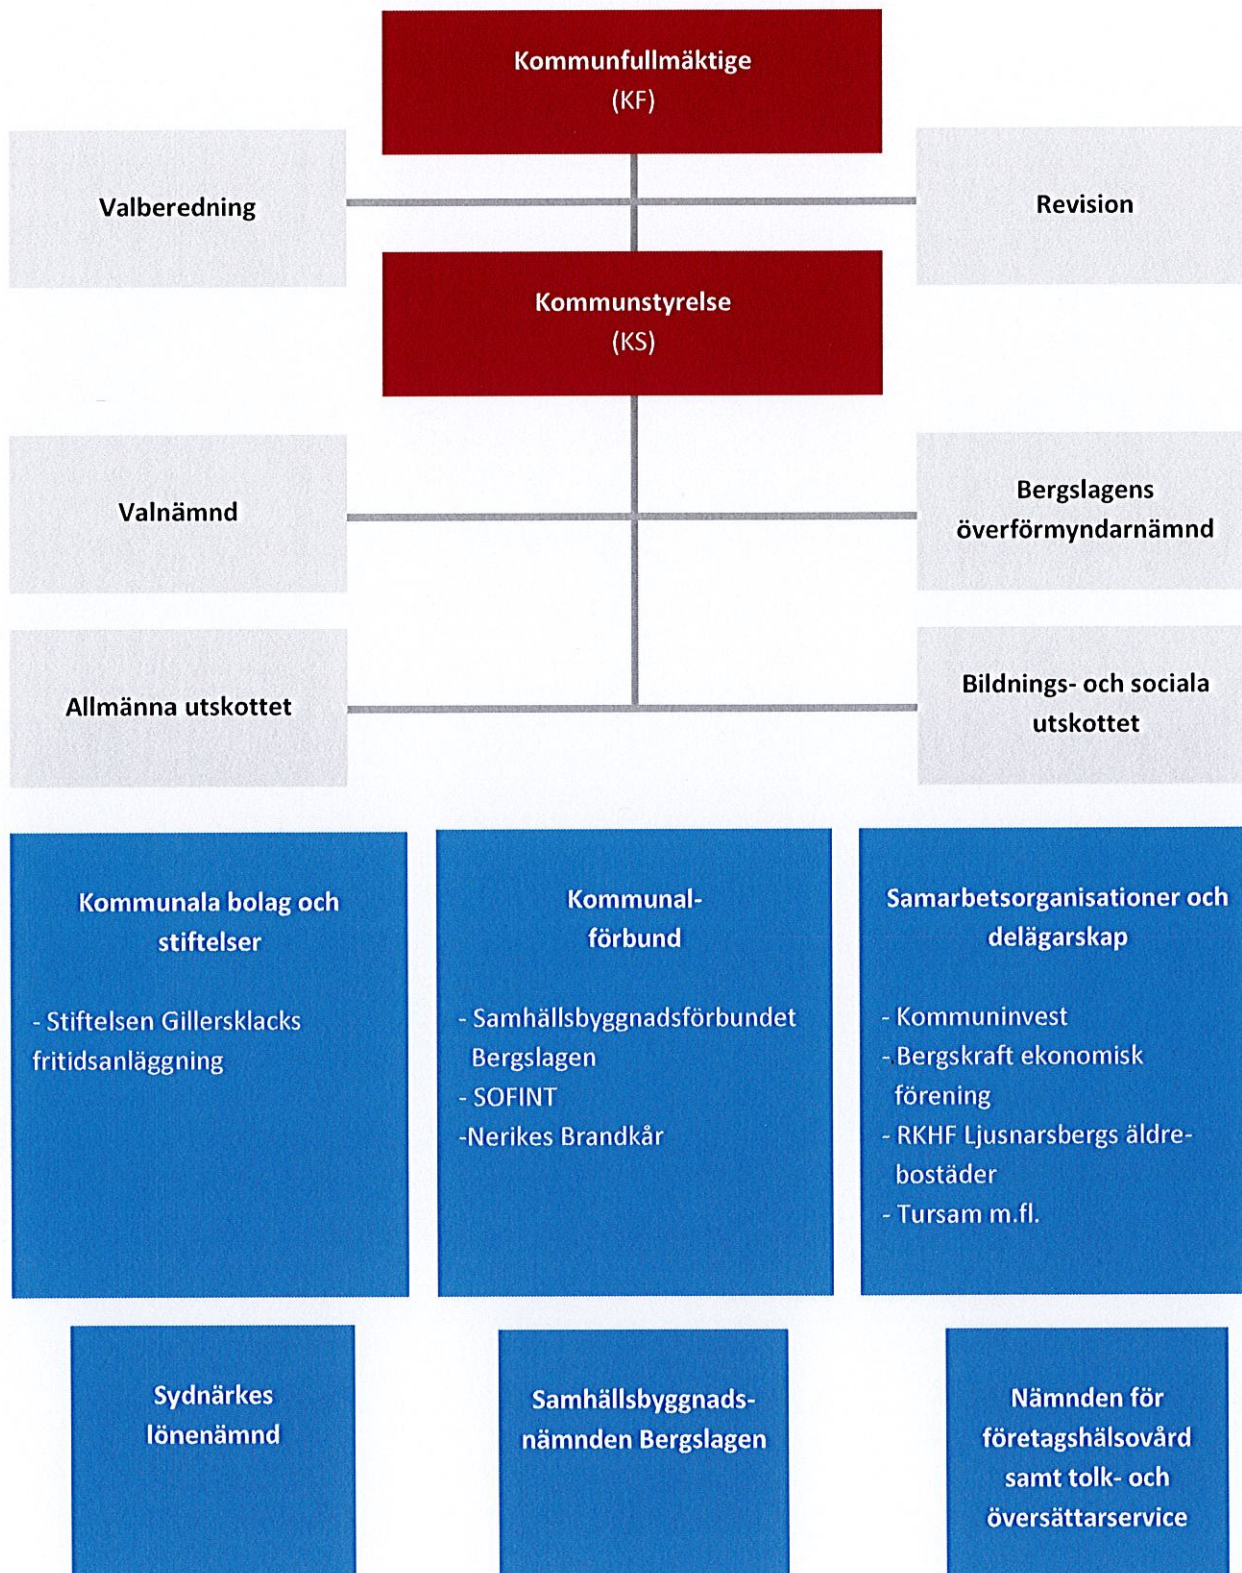 Kommunfullmäktige
(KF)
Valberedning
Revision
Kommunstyrelse
(KS)
Valnämnd
Bergslagens
överförmyndarnämnd
Allmänna utskottet
Bildnings- och sociala
utskottet
Kommunala bolag och
stiftelser
- Stiftelsen Gillersklacks
fritidsanläggning
Kommunal-
förbund
- Samhällsbyggnadsförbundet
Bergslagen
- SOFINT
-Nerikes Brandkår
Samarbetsorganisationer och
delägarskap
- Kommuninvest
- Bergskraft ekonomisk
förening
- RKHF Ljusnarsbergs äldre-
bostäder
- Tursam m.fl.
Sydnärkes
lönenämnd
Samhällsbyggnads-
nämnden Bergslagen
Nämnden för
företagshälsovård
samt tolk- och
översättarservice